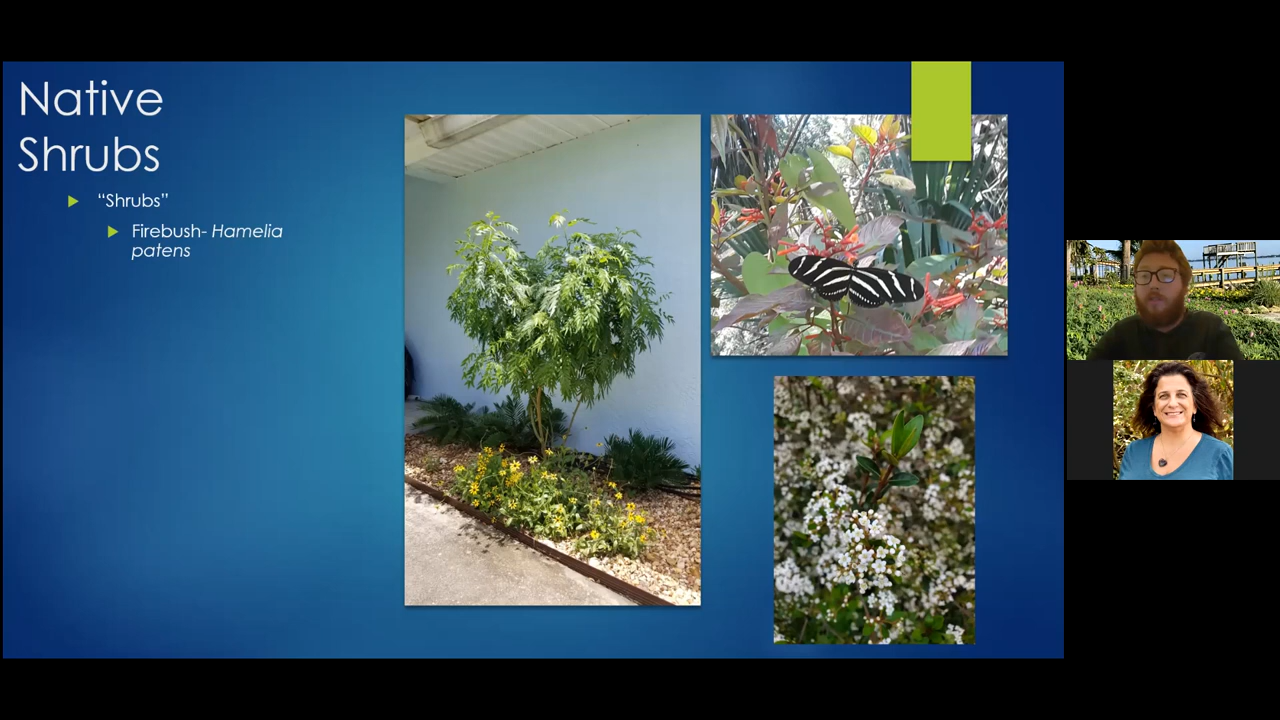 Native
Shrubs
“Shrubs”
Firebush- Hamelia
patens